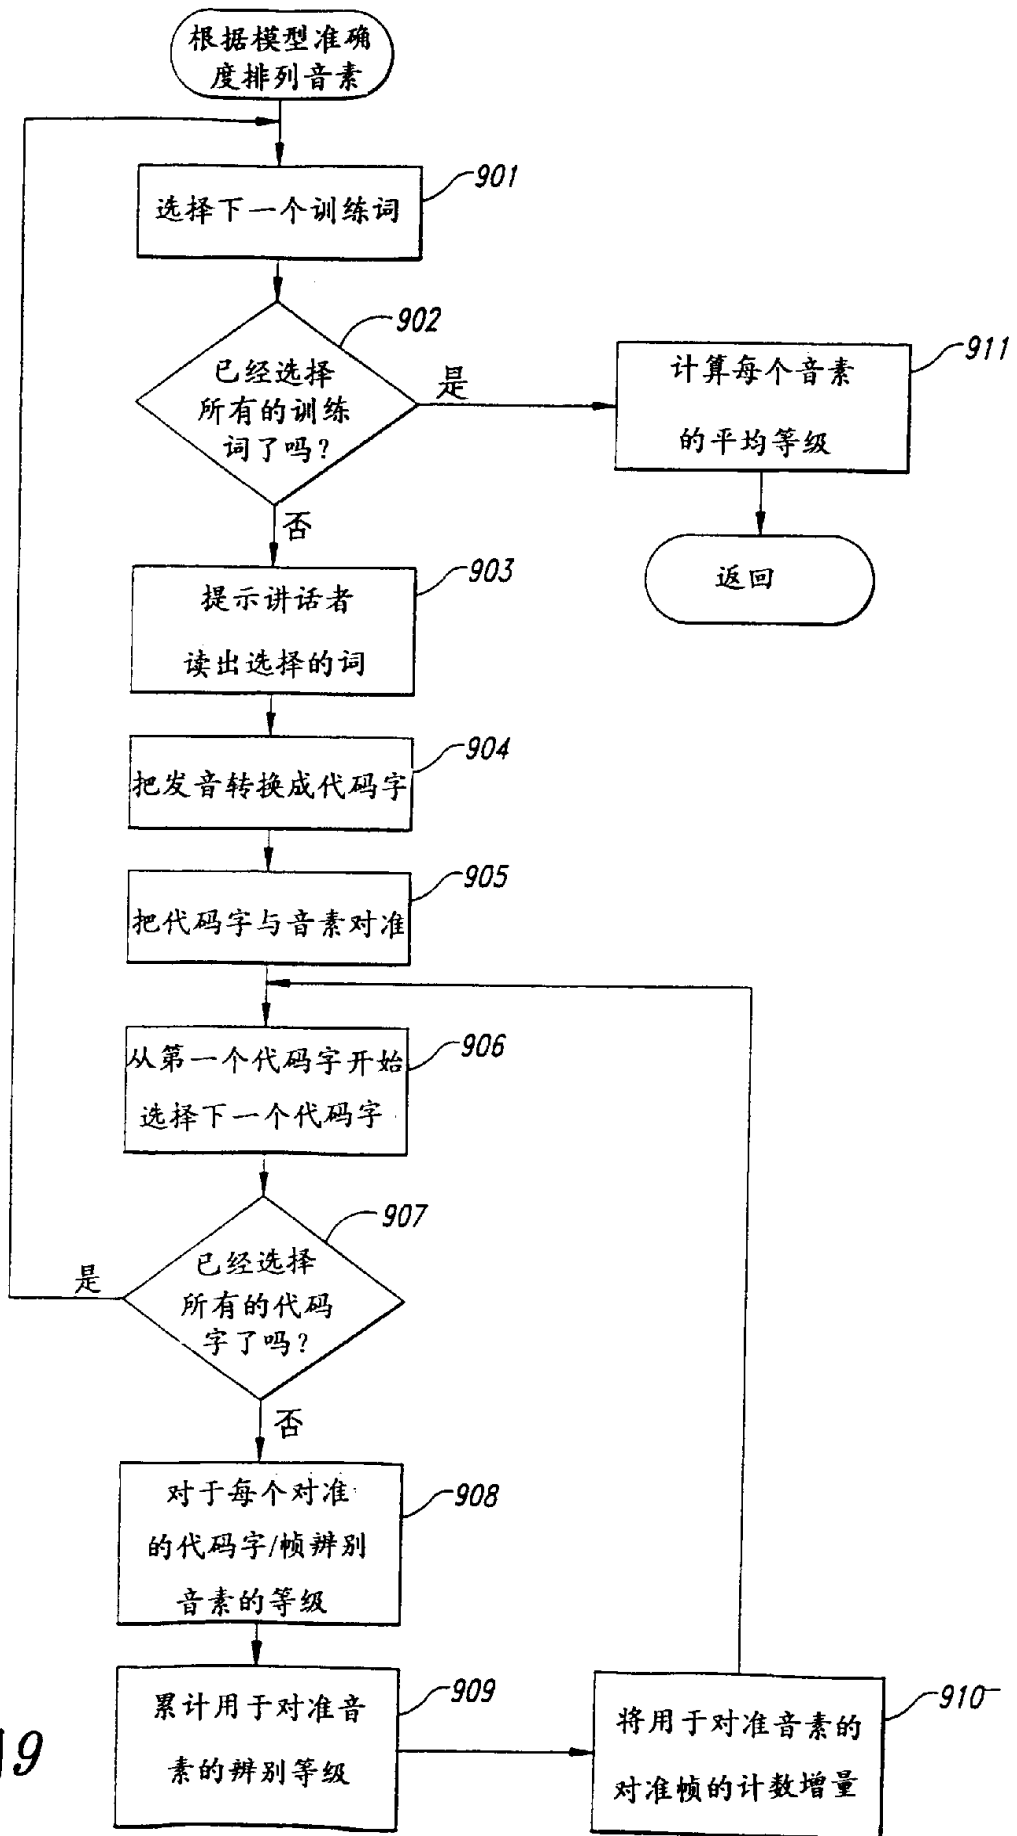 根据模型准确
度排列音素
901
选择下一个训练词
902
已经选择
所有的训练
词了吗?
是
否
911
计算每个音素
的平均等级
返回
903
提示讲话者
读出选择的词
904
把发音转换成代码字
905
把代码字与音素对准
906
从第一个代码字开始
选择下一个代码字
907
已经选择
所有的代码
字了吗?
是
否
908
对于每个对准
的代码字/帧辨别
音素的等级
909
累计用于对准音
素的辨别等级
910
将用于对准音素的
对准帧的计数增量
9